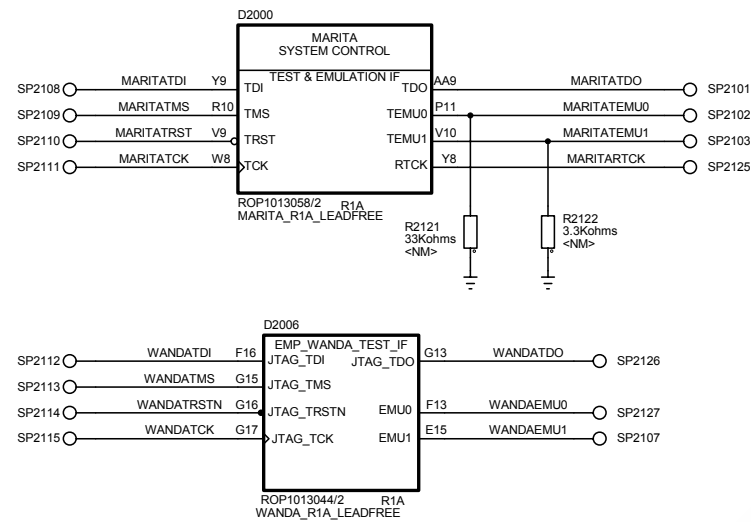 D2000
MARITA
SYSTEM CONTROL
TEST & EMULATION IF
SP2108 MARITATDI Y9 TDI TDO AA9 MARITATDO SP2101
SP2109 MARITATMS R10 TMS TEMU0 P11 MARITATEMU0 SP2102
SP2110 MARITATRST V9 TRST TEMU1 V10 MARITATEMU1 SP2103
SP2111 MARITATCK W8 TCK RTCK Y8 MARITARTCK SP2125
ROP1013058/2 R1A
MARITA_R1A_LEADFREE
R2121
33Kohms
<NM>
R2122
3.3Kohms
<NM>
D2006
EMP_WANDA_TEST_IF
SP2112 WANDATDI F16 JTAG_TDI JTAG_TDO G13 WANDATDO SP2126
SP2113 WANDATMS G15 JTAG_TMS
SP2114 WANDATRSTN G16 JTAG_TRSTN EMU0 F13 WANDAEMU0 SP2127
SP2115 WANDATCK G17 JTAG_TCK EMU1 E15 WANDAEMU1 SP2107
ROP1013044/2 R1A
WANDA_R1A_LEADFREE